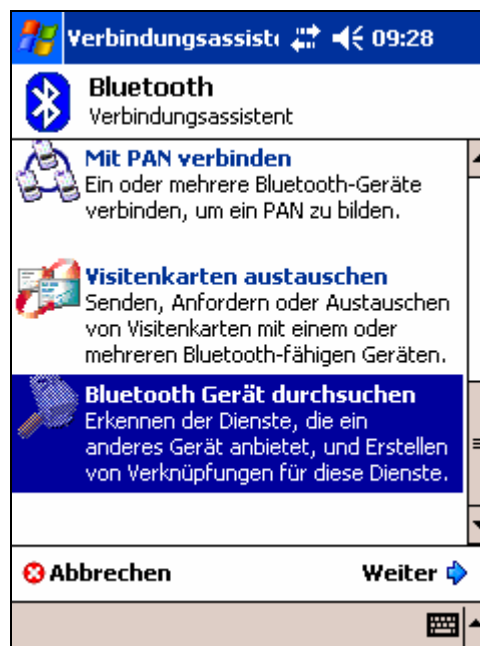 Verbindungsassiste 09:28
Bluetooth
Verbindungsassistent
Mit PAN verbinden
Ein oder mehrere Bluetooth-Geräte
verbinden, um ein PAN zu bilden.
Visitenkarten austauschen
Senden, Anfordern oder Austauschen
von Visitenkarten mit einem oder
mehreren Bluetooth-fähigen Geräten.
Bluetooth Gerät durchsuchen
Erkennen der Dienste, die ein
anderes Gerät anbietet, und Erstellen
von Verknüpfungen für diese Dienste.
Abbrechen Weiter